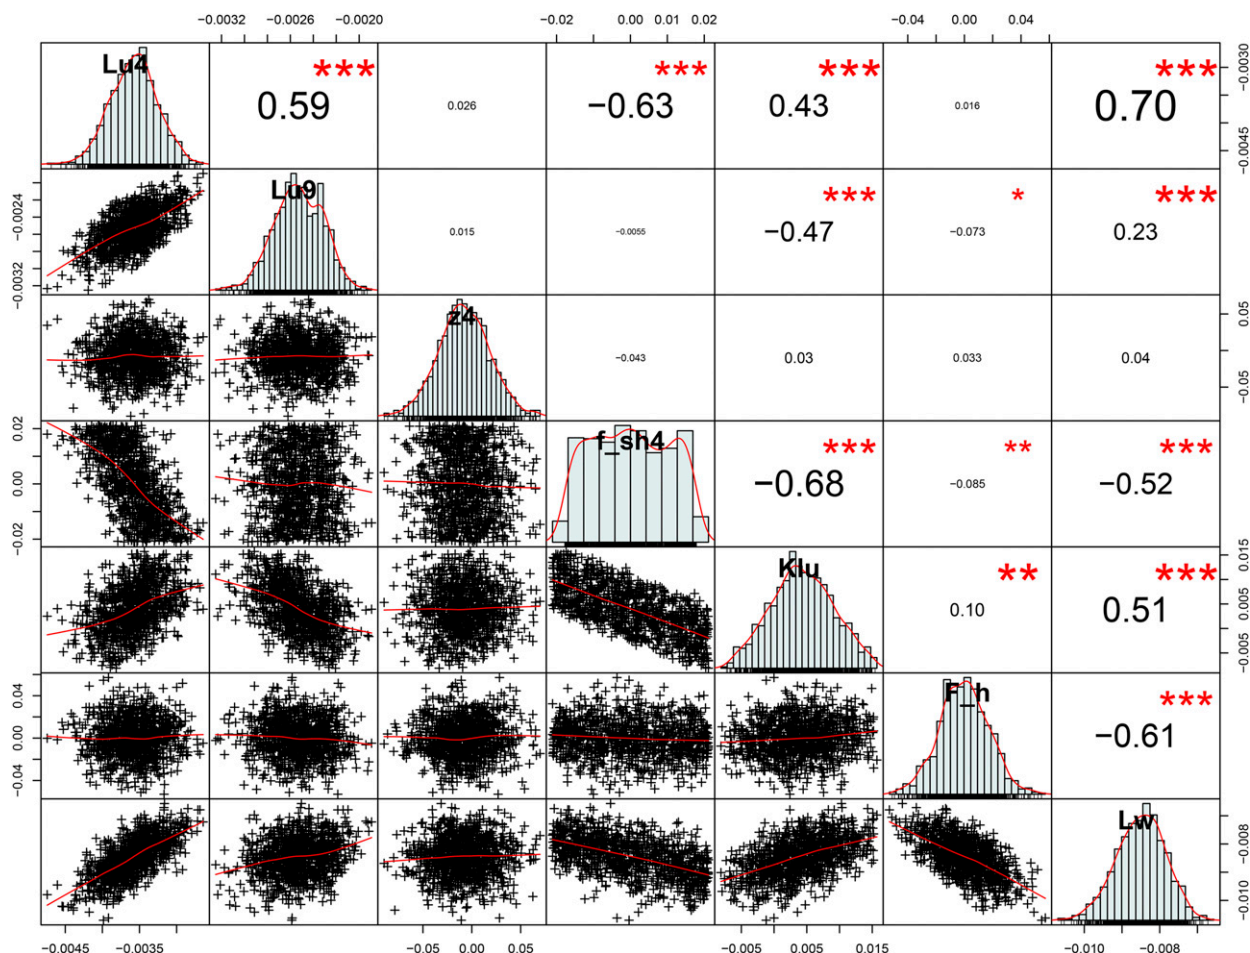 −0.0032 −0.0026 −0.0020 −0.02 0.00 0.01 0.02 −0.04 0.00 0.04
Lu4 *** 0.59 0.026 *** −0.63 *** 0.43 0.016 *** 0.70 −0.0045 −0.0030
−0.0032 −0.0024 Lu9 0.015 −0.0055 *** −0.47 * −0.073 *** 0.23
z4 −0.043 0.03 0.033 0.04 −0.05 0.05
−0.02 0.00 0.02 f_sh4 *** −0.68 ** −0.085 *** −0.52
Klu ** 0.10 *** 0.51 −0.005 0.005 0.015
−0.04 0.00 0.04 *** −0.61
Lw −0.010 −0.008
−0.0045 −0.0035 −0.05 0.00 0.05 −0.005 0.005 0.015 −0.010 −0.008